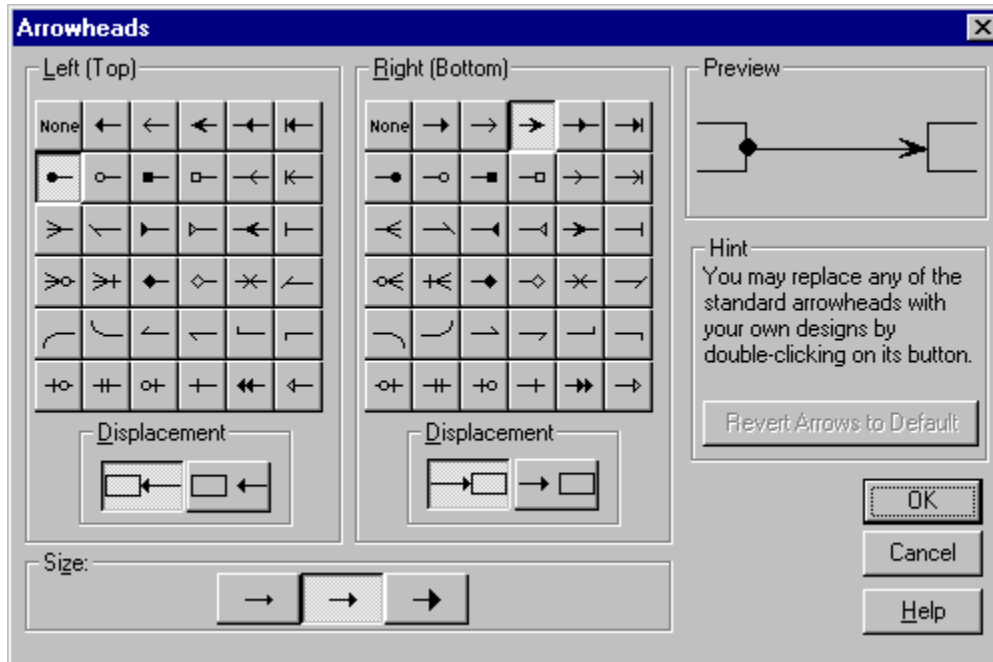 Arrowheads
Left (Top)
None
Displacement
Right (Bottom)
None
Displacement
Size:
Preview
Hint
You may replace any of the
standard arrowheads with
your own designs by
double-clicking on its button.
Revert Arrows to Default
OK
Cancel
Help